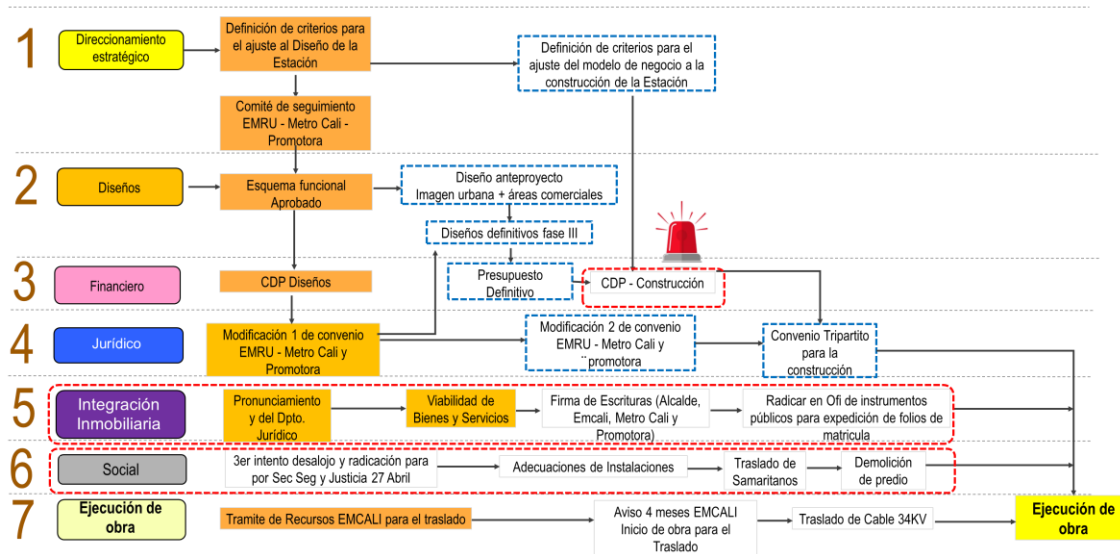 1
Direccionamiento
estratégico
Definición de criterios para
el ajuste al Diseño de la
Estación
Definición de criterios para el
ajuste del modelo de negocio a la
construcción de la Estación
Comité de seguimiento
EMRU - Metro Cali -
Promotora
2
Diseños
Esquema funcional
Aprobado
Diseño anteproyecto
Imagen urbana + áreas comerciales
Diseños definitivos fase III
3
Financiero
CDP Diseños
Presupuesto
Definitivo
CDP - Construcción
4
Jurídico
Modificación 1 de convenio
EMRU - Metro Cali y
Promotora
Modificación 2 de convenio
EMRU - Metro Cali y
¨promotora
Convenio Tripartito
para la
construcción
5
Integración
Inmobiliaria
Pronunciamiento
y del Dpto.
Jurídico
Viabilidad de
Bienes y Servicios
Firma de Escrituras (Alcalde,
Emcali, Metro Cali y
Promotora)
Radicar en Ofi de instrumentos
públicos para expedición de folios de
matricula
6
Social
3er intento desalojo y radicación para
por Sec Seg y Justicia 27 Abril
Adecuaciones de Instalaciones
Traslado de
Samaritanos
Demolición
de predio
7
Ejecución de
obra
Tramite de Recursos EMCALI para el traslado
Aviso 4 meses EMCALI
Inicio de obra para el
Traslado
Traslado de Cable 34KV
Ejecución de
obra